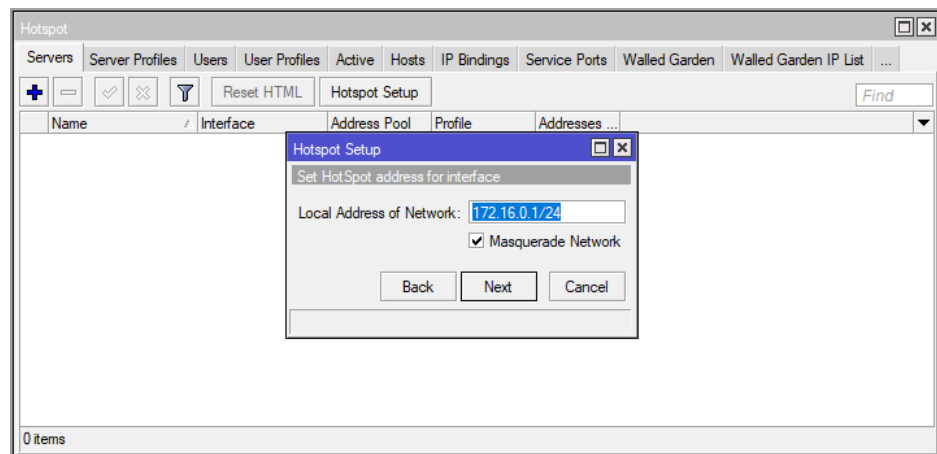 Hotspot
Servers Server Profiles Users User Profiles Active Hosts IP Bindings Service Ports Walled Garden Walled Garden IP List ...
Reset HTML Hotspot Setup Find
Name Interface Address Pool Profile Addresses ...
Hotspot Setup
Set HotSpot address for interface
Local Address of Network: 172.16.0.1/24
Masquerade Network
Back Next Cancel
0 items